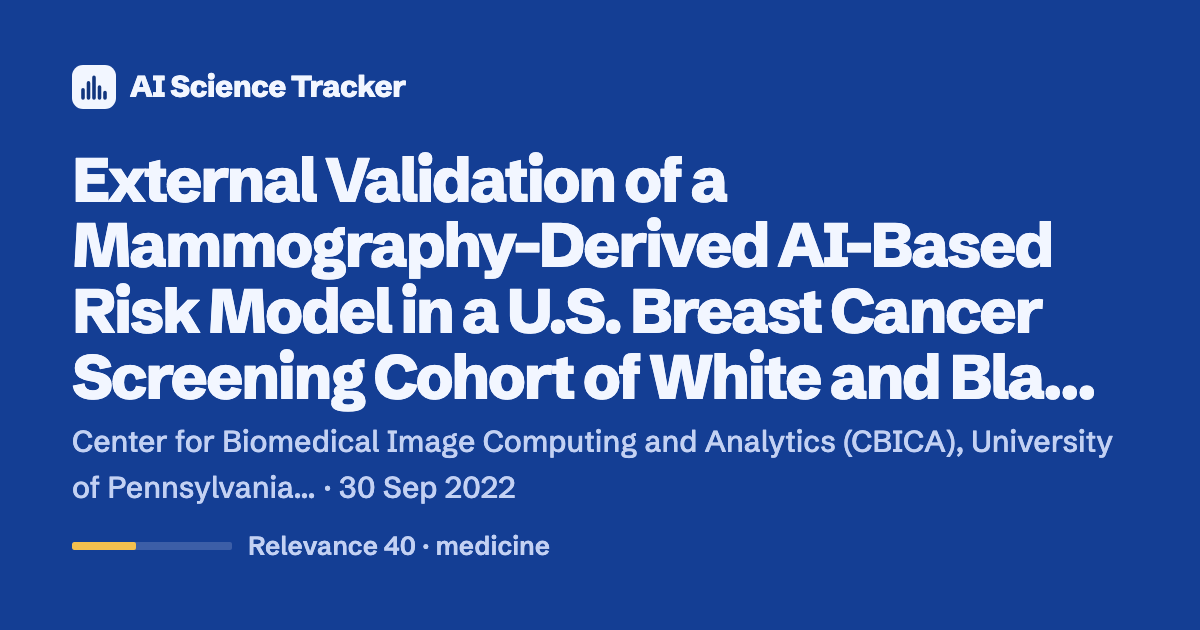 AI Science Tracker
External Validation of a
Mammography-Derived AI-Based
Risk Model in a U.S. Breast Cancer
Screening Cohort of White and Bla...
Center for Biomedical Image Computing and Analytics (CBICA), University
of Pennsylvania... · 30 Sep 2022
Relevance 40 · medicine